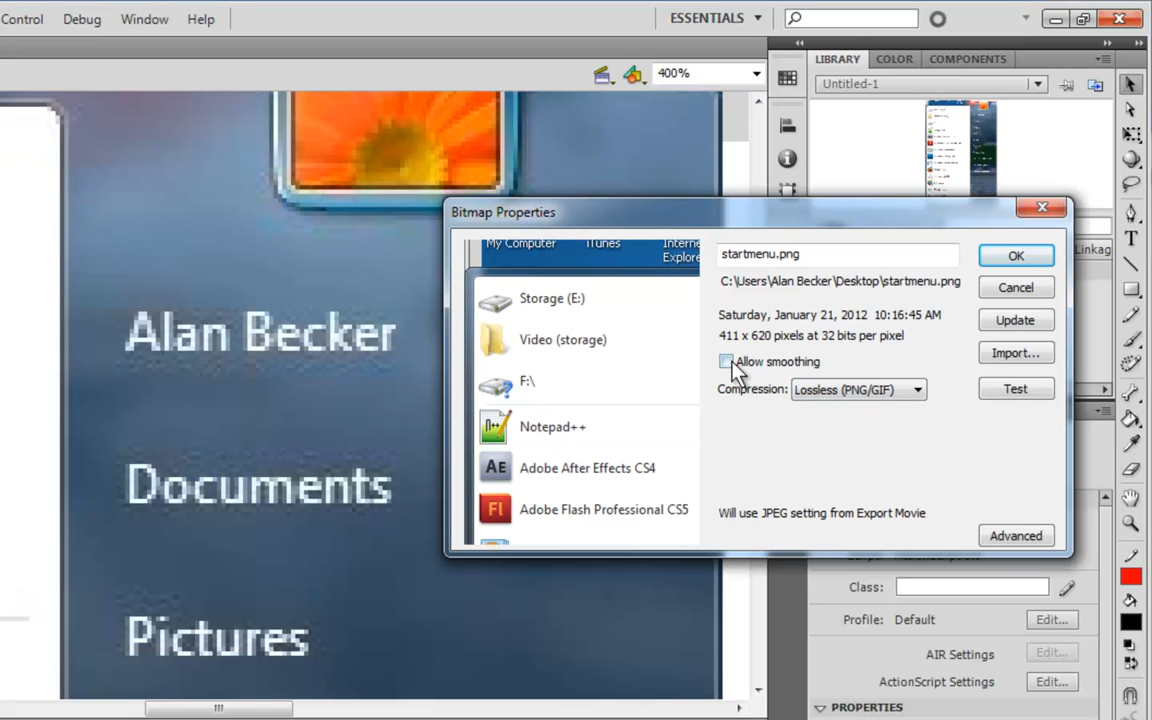 Control Debug Window Help ESSENTIALS
400%
LIBRARY COLOR COMPONENTS
Untitled-1
Alan Becker
Documents
Pictures
Bitmap Properties
My Computer iTunes Interne
Explore
Storage (E:)
Video (storage)
F:\
Notepad++
Adobe After Effects CS4
Adobe Flash Professional CS5
startmenu.png
C:\Users\Alan Becker\Desktop\startmenu.png
Saturday, January 21, 2012 10:16:45 AM
411 x 620 pixels at 32 bits per pixel
Allow smoothing
Compression: Lossless (PNG/GIF)
Will use JPEG setting from Export Movie
OK
Cancel
Update
Import...
Test
Advanced
Linkag
Class:
Profile: Default Edit...
AIR Settings Edit...
ActionScript Settings Edit...
PROPERTIES